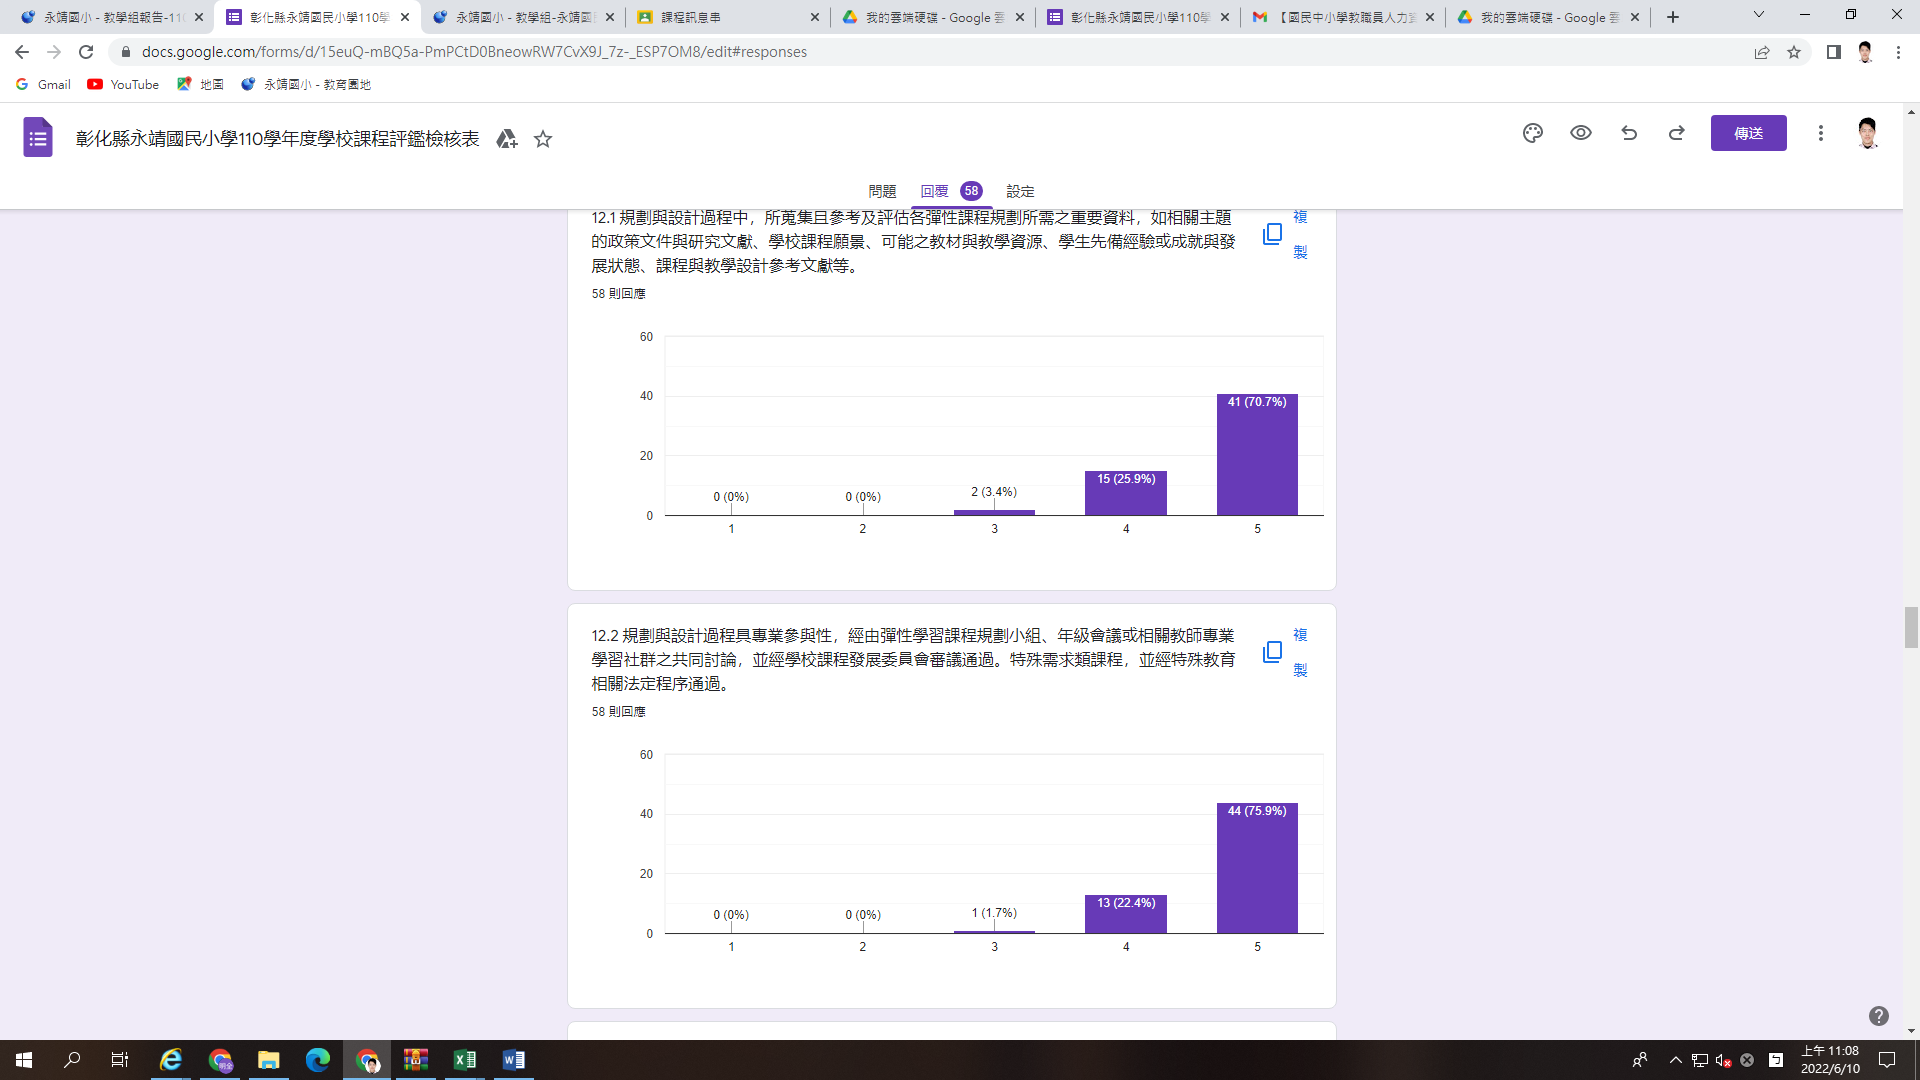 永靖國小 - 教學組報告-110
彰化縣永靖國民小學110學
永靖國小 - 教學組-永靖國
課程訊息串
我的雲端硬碟 - Google 雲
彰化縣永靖國民小學110學
【國民中小學教職員人力資
我的雲端硬碟 - Google 雲
docs.google.com/forms/d/15euQ-mBQ5a-PmPCtD0BneowRW7CvX9J_7z-_ESP7OM8/edit#responses
Gmail
YouTube
地圖
永靖國小 - 教育園地
彰化縣永靖國民小學110學年度學校課程評鑑檢核表
傳送
問題
回覆 58
設定
12.1 規劃與設計過程中，所蒐集且參考及評估各彈性課程規劃所需之重要資料，如相關主題
的政策文件與研究文獻、學校課程願景、可能之教材與教學資源、學生先備經驗或成就與發
展狀態、課程與教學設計參考文獻等。
複
製
58 則回應
60
40
20
0
0 (0%)
0 (0%)
2 (3.4%)
15 (25.9%)
41 (70.7%)
1
2
3
4
5
12.2 規劃與設計過程具專業參與性，經由彈性學習課程規劃小組、年級會議或相關教師專業
學習社群之共同討論，並經學校課程發展委員會審議通過。特殊需求類課程，並經特殊教育
相關法定程序通過。
複
製
58 則回應
60
40
20
0
0 (0%)
0 (0%)
1 (1.7%)
13 (22.4%)
44 (75.9%)
1
2
3
4
5
上午 11:08
2022/6/10